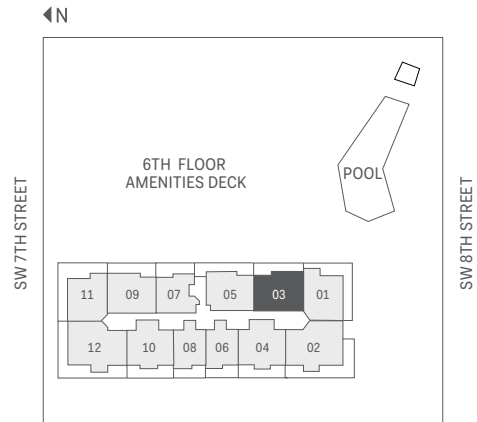 N
6TH FLOOR
AMENITIES DECK
POOL
SW 7TH STREET
SW 8TH STREET
11
09
07
05
03
01
12
10
08
06
04
02